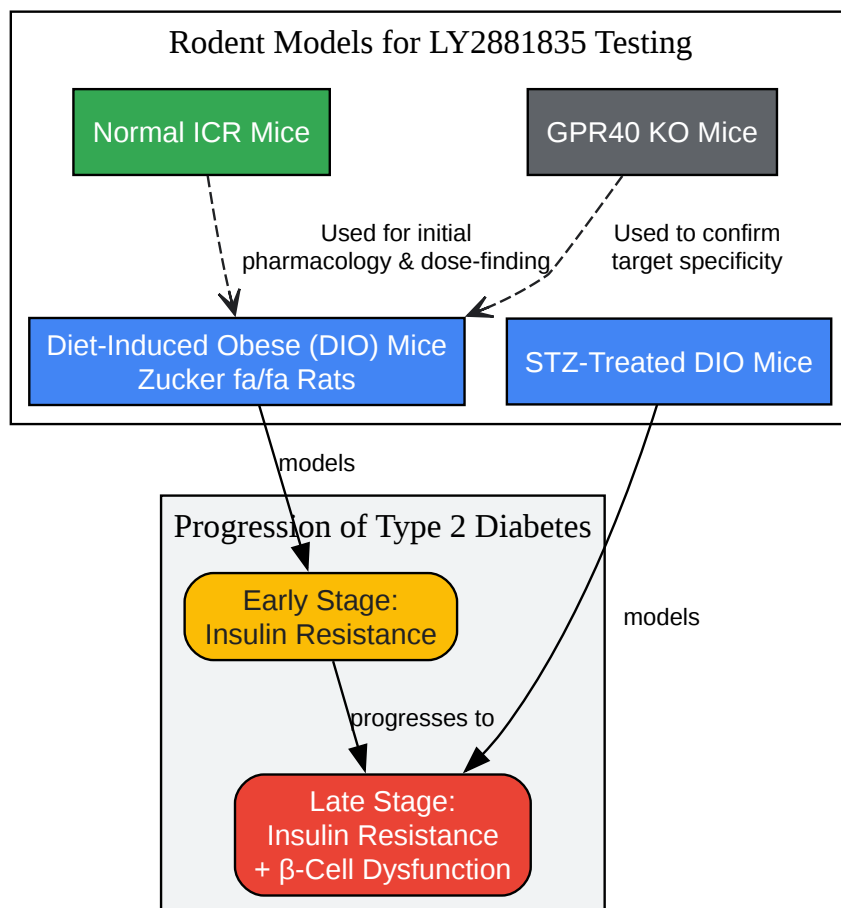 Rodent Models for LY2881835 Testing
Normal ICR Mice
GPR40 KO Mice
Used for initial
pharmacology & dose-finding
Used to confirm
target specificity
Diet-Induced Obese (DIO) Mice
Zucker fa/fa Rats
STZ-Treated DIO Mice
models
Progression of Type 2 Diabetes
Early Stage:
Insulin Resistance
models
progresses to
Late Stage:
Insulin Resistance
+ β-Cell Dysfunction